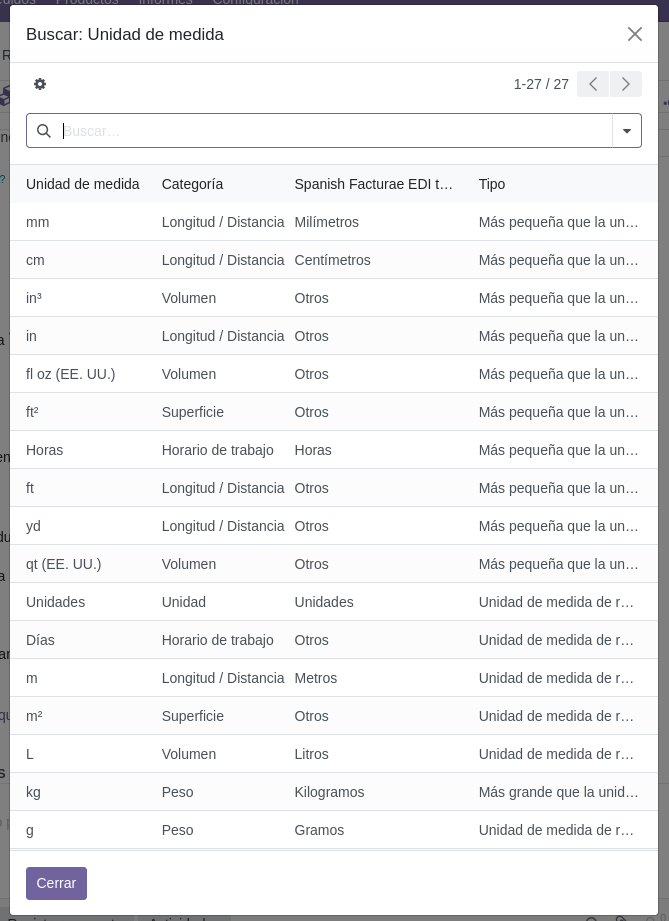 Productos
Informes
Configuración
Buscar: Unidad de medida
1-27 / 27
Buscar...
Unidad de medida Categoría Spanish Facturae EDI t... Tipo
mm Longitud / Distancia Milímetros Más pequeña que la un...
cm Longitud / Distancia Centímetros Más pequeña que la un...
in³ Volumen Otros Más pequeña que la un...
in Longitud / Distancia Otros Más pequeña que la un...
fl oz (EE. UU.) Volumen Otros Más pequeña que la un...
ft² Superficie Otros Más pequeña que la un...
Horas Horario de trabajo Horas Más pequeña que la un...
ft Longitud / Distancia Otros Más pequeña que la un...
yd Longitud / Distancia Otros Más pequeña que la un...
qt (EE. UU.) Volumen Otros Más pequeña que la un...
Unidades Unidad Unidades Unidad de medida de r...
Días Horario de trabajo Otros Unidad de medida de r...
m Longitud / Distancia Metros Unidad de medida de r...
m² Superficie Otros Unidad de medida de r...
L Volumen Litros Unidad de medida de r...
kg Peso Kilogramos Más grande que la unid...
g Peso Gramos Unidad de medida de r...
Cerrar